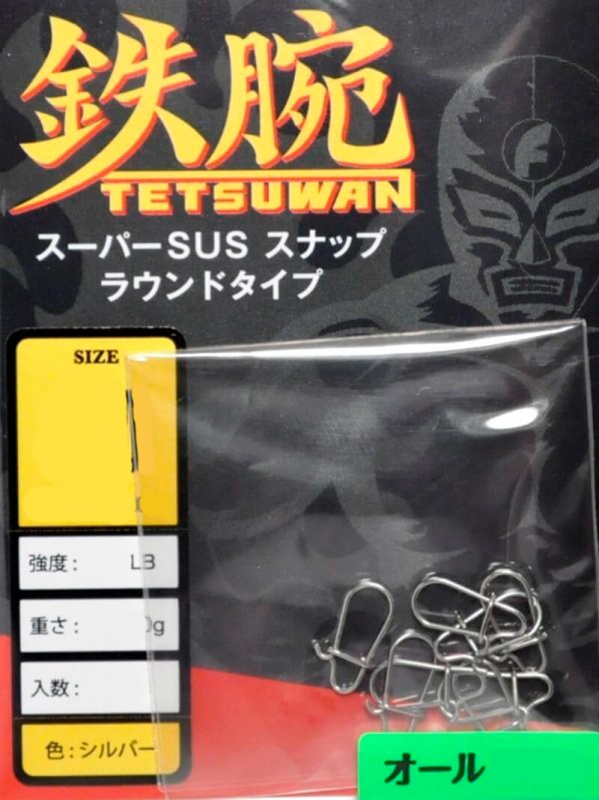 鉄腕
TETSUWAN
スーパーSUS スナップ
ラウンドタイプ
F
SIZE
強度: LB
重さ: 0g
入数:
色:シルバー
オール